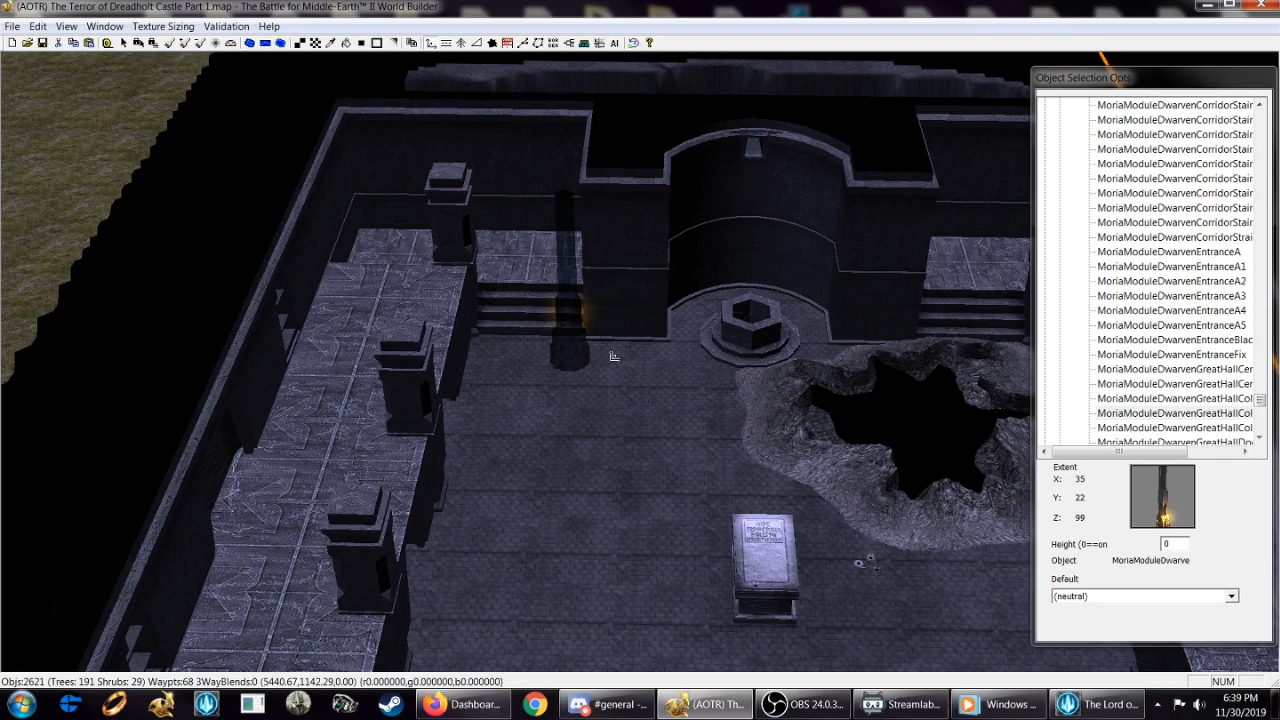 (AOTR) The Terror of Dreadholt Castle Part 1.map - The Battle for Middle-Earth™ II World Builder
File Edit View Window Texture Sizing Validation Help
AI
Object Selection Opts
MoriaModuleDwarvenCorridorStair
MoriaModuleDwarvenCorridorStair
MoriaModuleDwarvenCorridorStair
MoriaModuleDwarvenCorridorStair
MoriaModuleDwarvenCorridorStair
MoriaModuleDwarvenCorridorStair
MoriaModuleDwarvenCorridorStair
MoriaModuleDwarvenCorridorStair
MoriaModuleDwarvenCorridorStair
MoriaModuleDwarvenCorridorStrai
MoriaModuleDwarvenEntranceA
MoriaModuleDwarvenEntranceA1
MoriaModuleDwarvenEntranceA2
MoriaModuleDwarvenEntranceA3
MoriaModuleDwarvenEntranceA4
MoriaModuleDwarvenEntranceA5
MoriaModuleDwarvenEntranceBlac
MoriaModuleDwarvenEntranceFix
MoriaModuleDwarvenGreatHallCer
MoriaModuleDwarvenGreatHallCer
MoriaModuleDwarvenGreatHallCol
MoriaModuleDwarvenGreatHallCol
MoriaModuleDwarvenGreatHallCol
MoriaModuleDwarvenGreatHallDo
Extent
X: 35
Y: 22
Z: 99
Height (0==on 0
Object MoriaModuleDwarve
Default
(neutral)
Objs:2621 (Trees: 191 Shrubs: 29) Waypts:68 3WayBlends:0 (5440.67,1142.29,0.00) {r0.000000,g0.000000,b0.000000}
NUM
Dashboar... #general -... (AOTR) Th... OBS 24.0.3... Streamlab... Windows ... The Lord o...
6:39 PM
11/30/2019